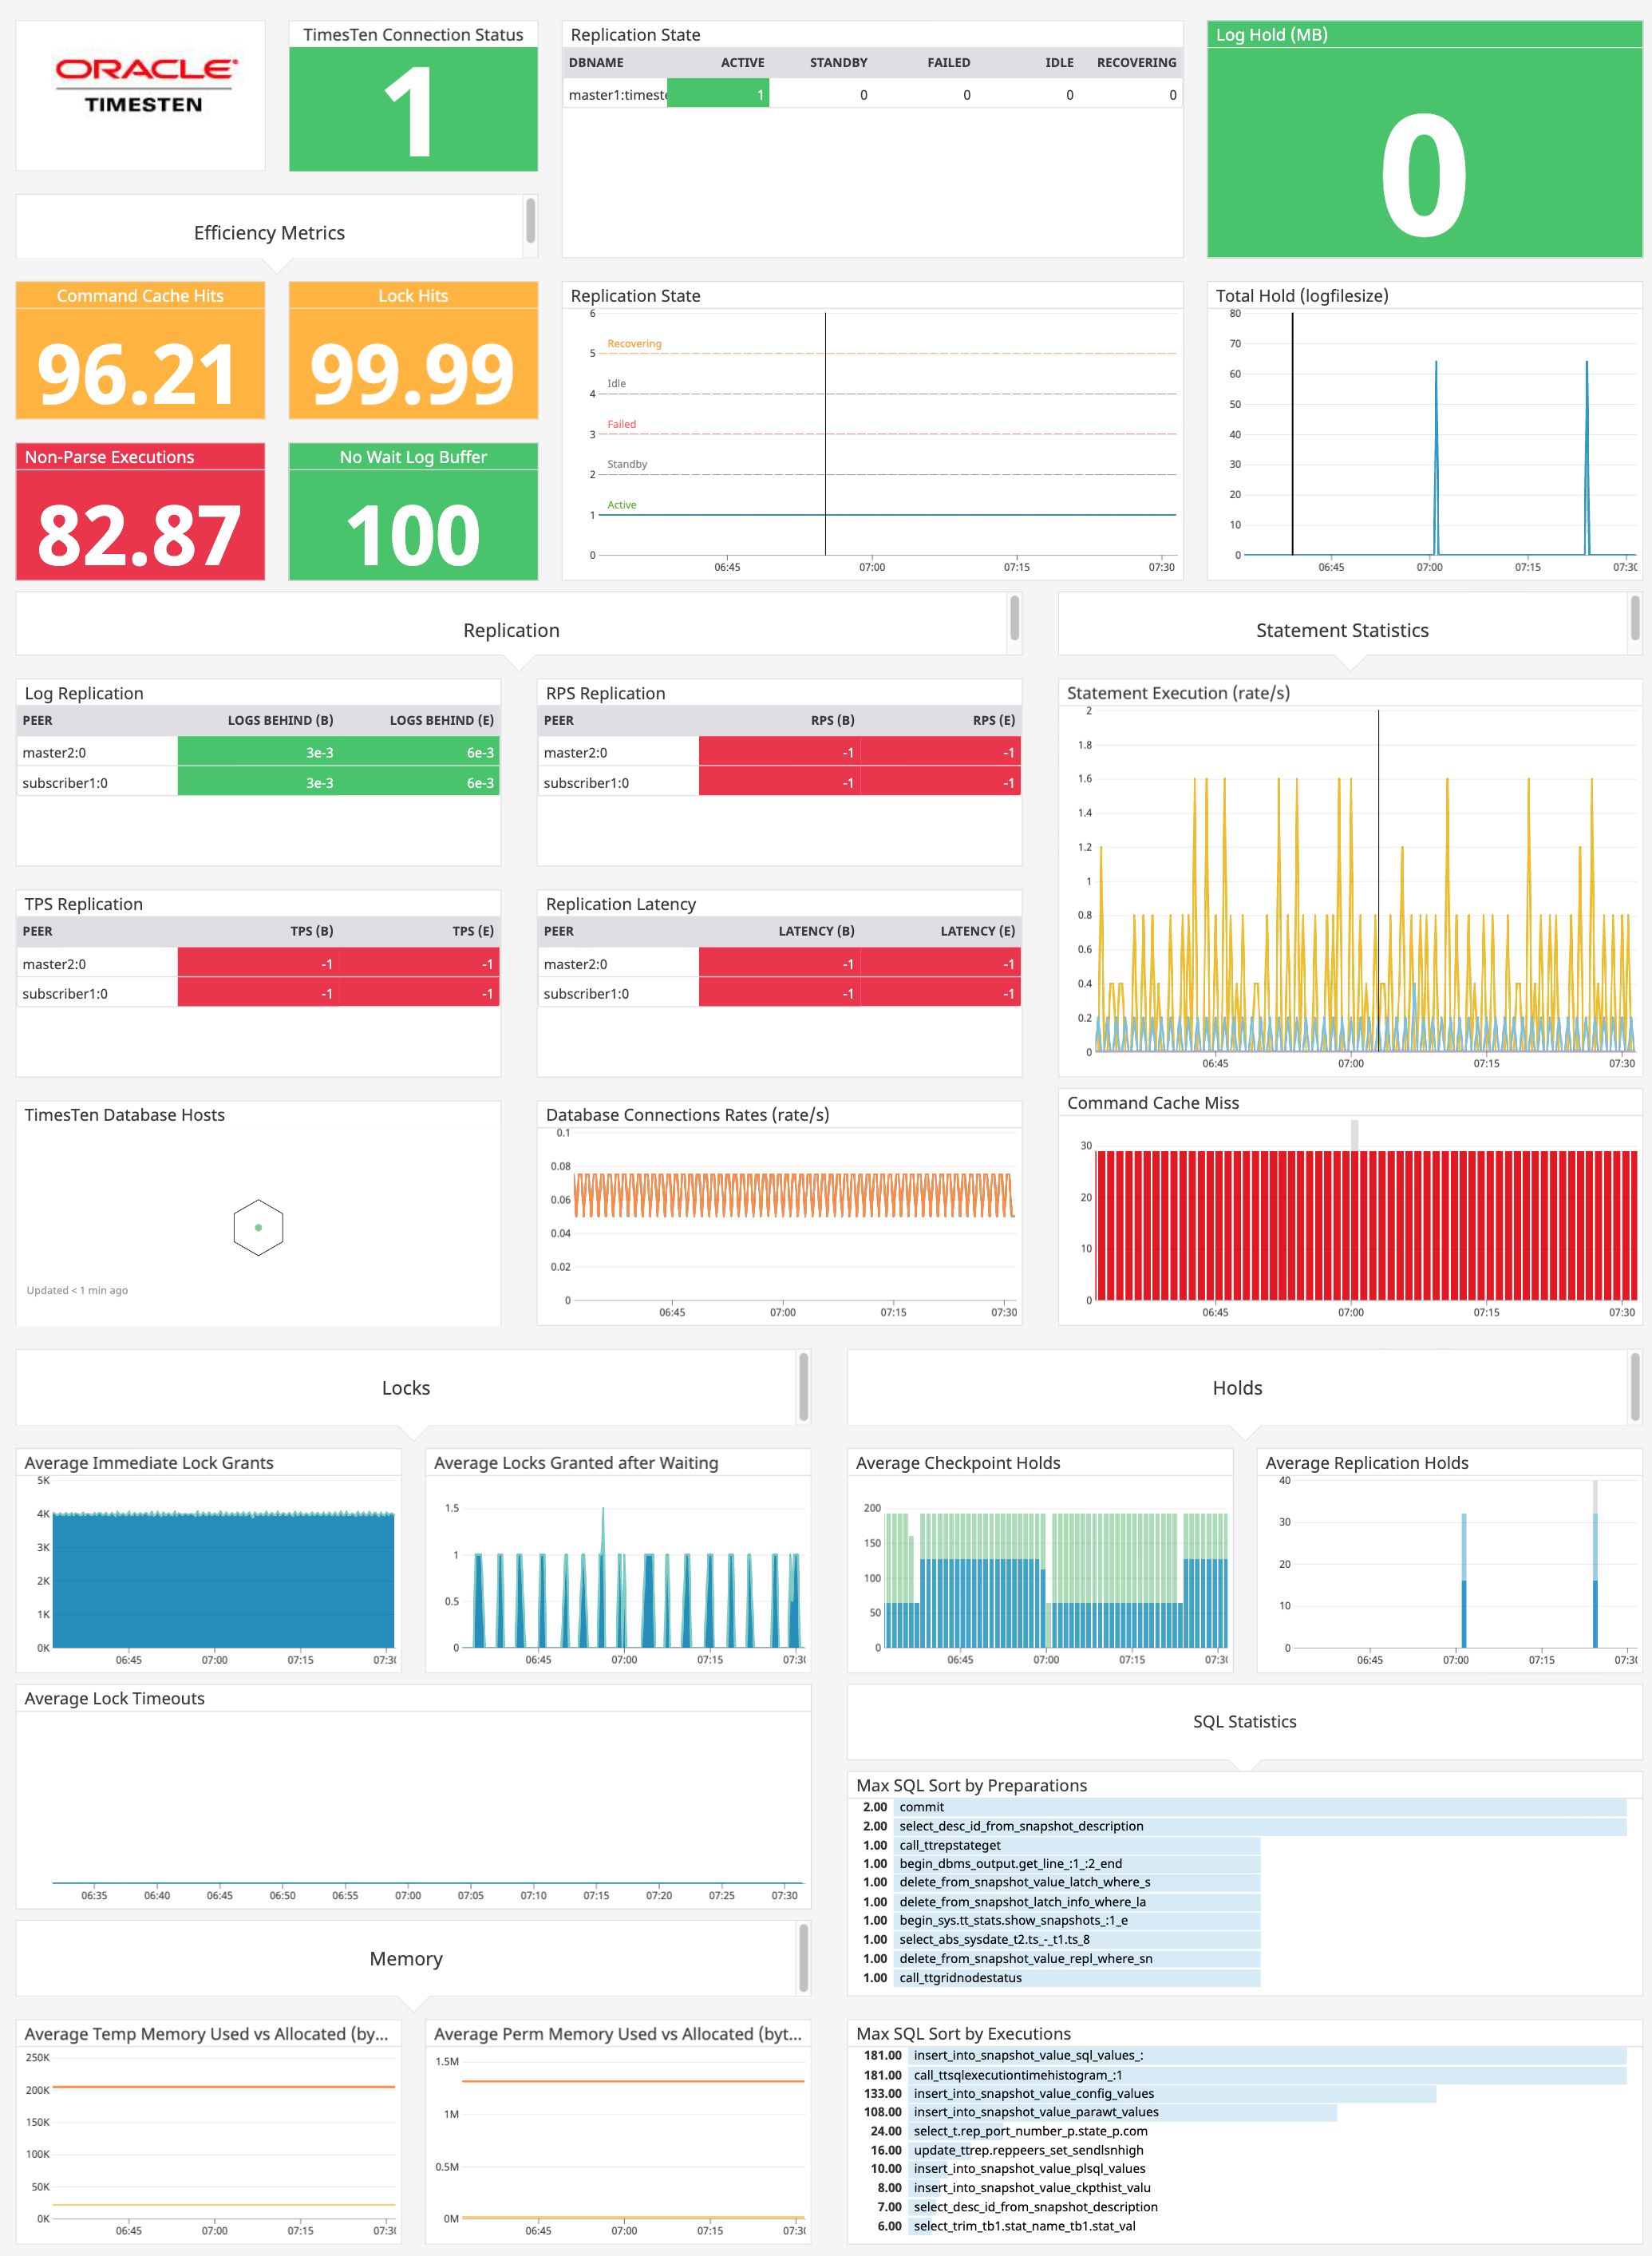 ORACLE®
TIMESTEN
TimesTen Connection Status
1
Replication State
DBNAME ACTIVE STANDBY FAILED IDLE RECOVERING
master1:timest 1 0 0 0 0
Log Hold (MB)
0
Efficiency Metrics
Command Cache Hits
96.21
Lock Hits
99.99
Non-Parse Executions
82.87
No Wait Log Buffer
100
Replication State
6
Recovering
5
Idle
4
Failed
3
Standby
2
Active
1
0
06:45 07:00 07:15 07:30
Total Hold (logfilesize)
80
70
60
50
40
30
20
10
0
06:45 07:00 07:15 07:30
Replication
Log Replication
PEER LOGS BEHIND (B) LOGS BEHIND (E)
master2:0 3e-3 6e-3
subscriber1:0 3e-3 6e-3
RPS Replication
PEER RPS (B) RPS (E)
master2:0 -1 -1
subscriber1:0 -1 -1
TPS Replication
PEER TPS (B) TPS (E)
master2:0 -1 -1
subscriber1:0 -1 -1
Replication Latency
PEER LATENCY (B) LATENCY (E)
master2:0 -1 -1
subscriber1:0 -1 -1
TimesTen Database Hosts
Updated < 1 min ago
Database Connections Rates (rate/s)
0.1
0.08
0.06
0.04
0.02
0
06:45 07:00 07:15 07:30
Statement Statistics
Statement Execution (rate/s)
2
1.8
1.6
1.4
1.2
1
0.8
0.6
0.4
0.2
0
06:45 07:00 07:15 07:30
Command Cache Miss
30
20
10
0
06:45 07:00 07:15 07:30
Locks
Average Immediate Lock Grants
5K
4K
3K
2K
1K
0K
06:45 07:00 07:15 07:30
Average Locks Granted after Waiting
1.5
1
0.5
0
06:45 07:00 07:15 07:30
Average Lock Timeouts
06:35 06:40 06:45 06:50 06:55 07:00 07:05 07:10 07:15 07:20 07:25 07:30
Holds
Average Checkpoint Holds
200
150
100
50
0
06:45 07:00 07:15 07:30
Average Replication Holds
40
30
20
10
0
06:45 07:00 07:15 07:30
SQL Statistics
Max SQL Sort by Preparations
2.00 commit
2.00 select_desc_id_from_snapshot_description
1.00 call_ttrepstateget
1.00 begin_dbms_output.get_line_:1_:2_end
1.00 delete_from_snapshot_value_latch_where_s
1.00 delete_from_snapshot_latch_info_where_la
1.00 begin_sys.tt_stats.show_snapshots_:1_e
1.00 select_abs_sysdate_t2.ts_-_t1.ts_8
1.00 delete_from_snapshot_value_repl_where_sn
1.00 call_ttgridnodestatus
Memory
Average Temp Memory Used vs Allocated (by...
250K
200K
150K
100K
50K
0K
06:45 07:00 07:15 07:30
Average Perm Memory Used vs Allocated (byt...
1.5M
1M
0.5M
0M
06:45 07:00 07:15 07:30
Max SQL Sort by Executions
181.00 insert_into_snapshot_value_sql_values_:
181.00 call_ttsqlexecutiontimehistogram_:1
133.00 insert_into_snapshot_value_config_values
108.00 insert_into_snapshot_value_parawt_values
24.00 select_t.rep_port_number_p.state_p.com
16.00 update_ttrep.reppeers_set_sendlsnhigh
10.00 insert_into_snapshot_value_plsql_values
8.00 insert_into_snapshot_value_ckpthist_valu
7.00 select_desc_id_from_snapshot_description
6.00 select_trim_tb1.stat_name_tb1.stat_val